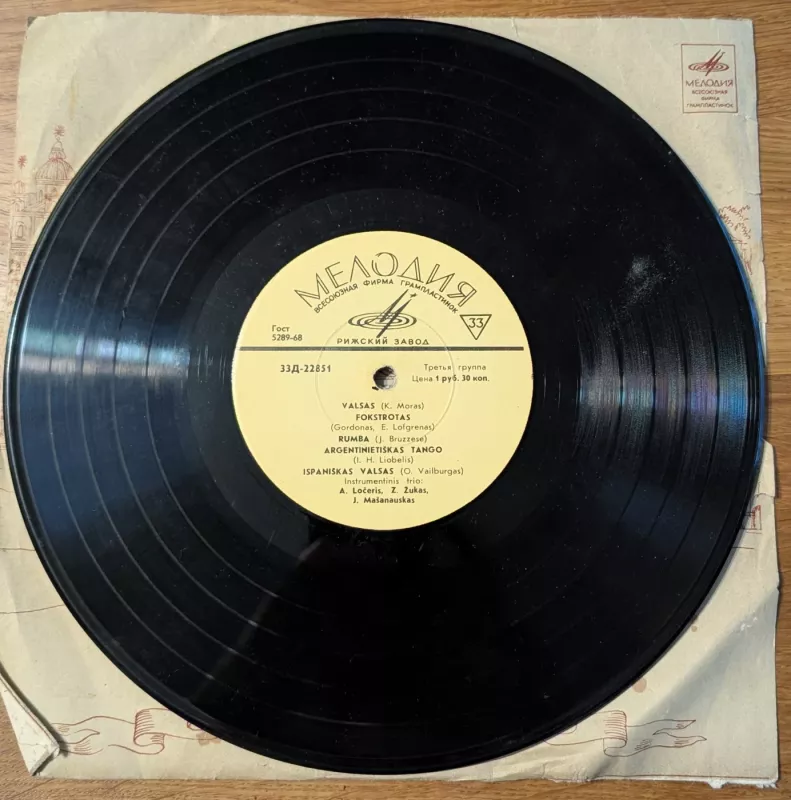 МЕЛОДИЯ
ВСЕСОЮЗНАЯ
ФИРМА
ГРАМПЛАСТИНОК
МЕЛОДИЯ
ВСЕСОЮЗНАЯ ФИРМА ГРАМПЛАСТИНОК
Гост
5289-68
33
РИЖСКИЙ ЗАВОД
33Д-22851
Третья группа
Цена 1 руб. 30 коп.
VALSAS (K. Moras)
FOKSTROTAS
(Gordonas, E. Lofgrenas)
RUMBA (J. Bruzzese)
ARGENTINIETIŠKAS TANGO
(I. H. Liobelis)
ISPANIŠKAS VALSAS (O. Vailburgas)
Instrumentinis trio:
A. Ločeris, Z. Žukas,
J. Mašanauskas